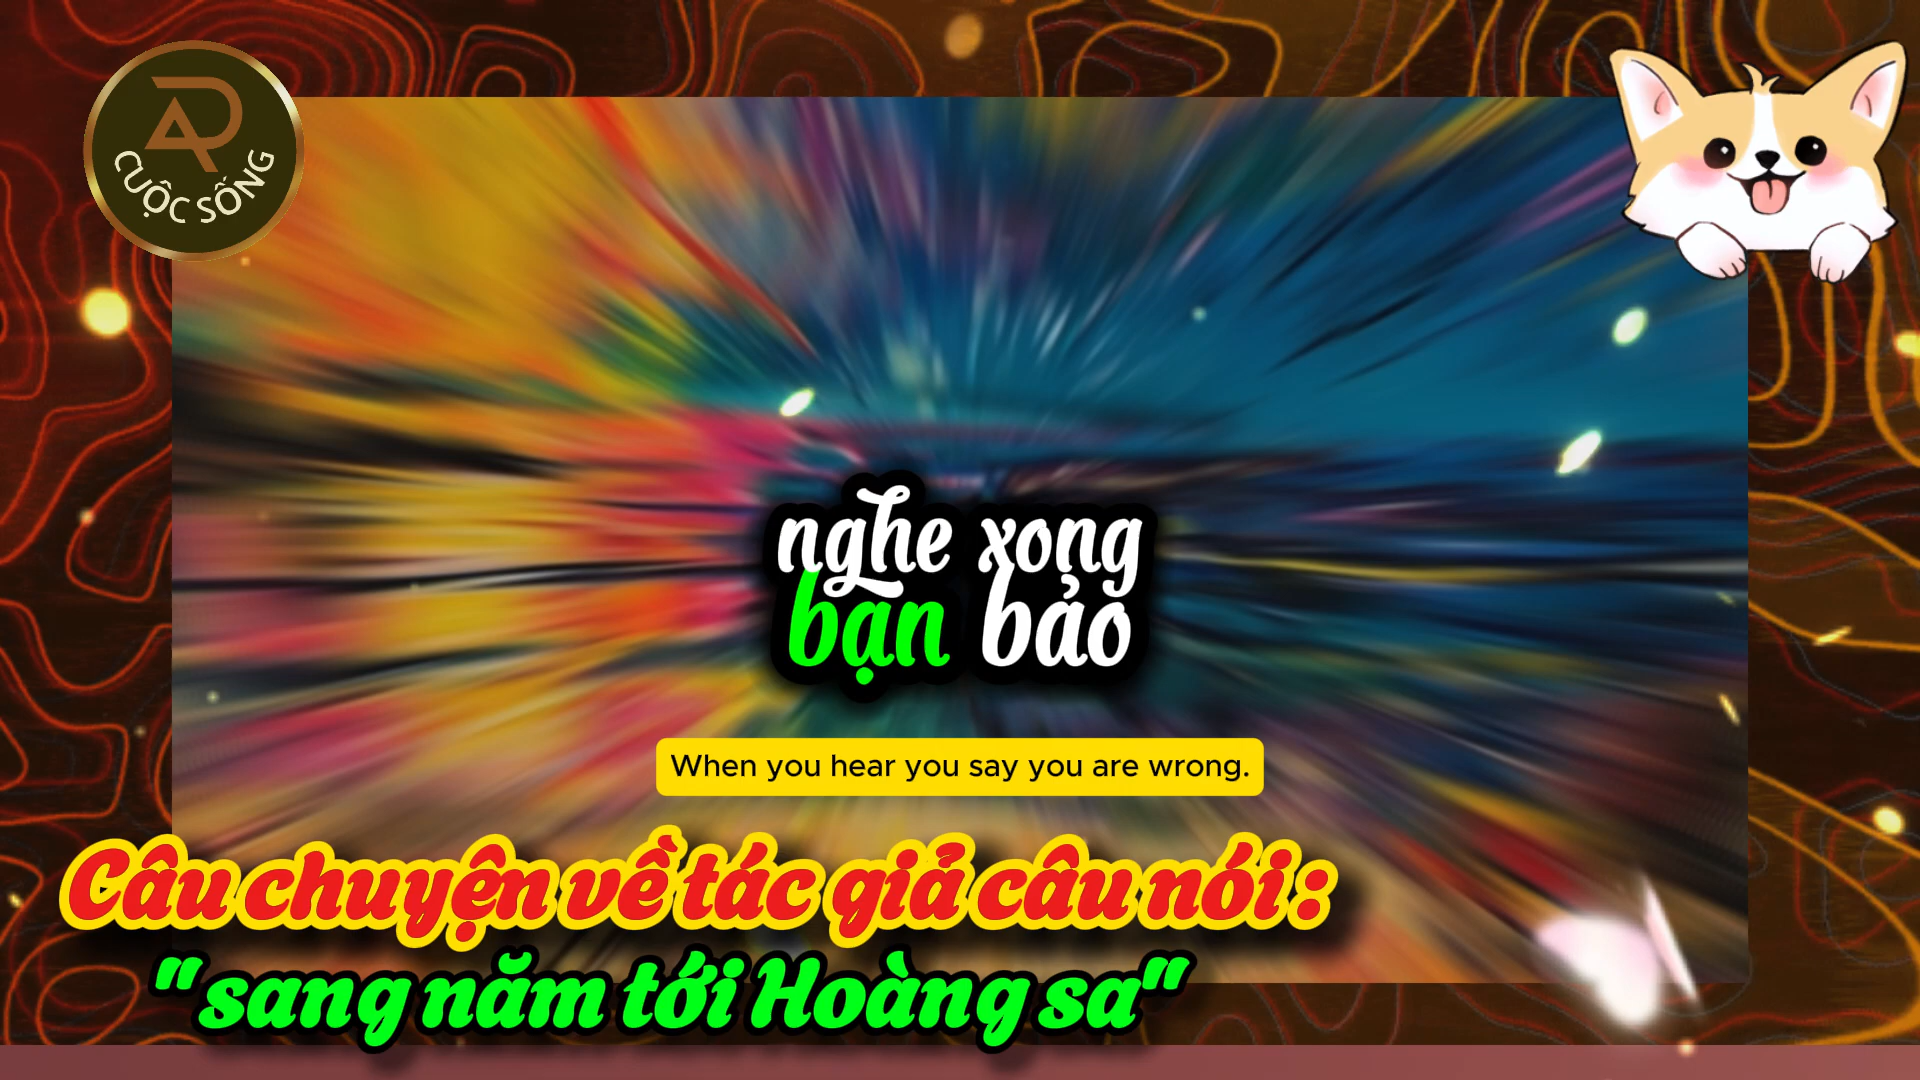 CUỘC SỐNG
nghe xong
bạn bảo
When you hear you say you are wrong.
Câu chuyện về tác giả câu nói :
"sang năm tới Hoàng sa"